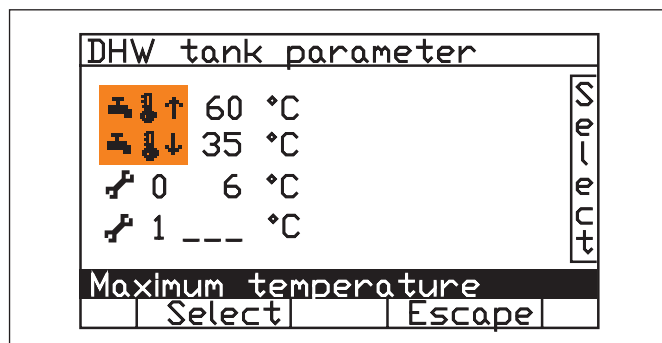 DHW tank parameter
60 °C
35 °C
0 6 °C
1 ___ °C
Select
Maximum temperature
Select Escape